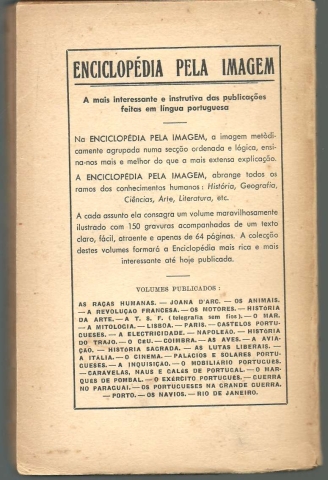 ENCICLOPÉDIA PELA IMAGEM
A mais interessante e instrutiva das publicações
feitas em língua portuguesa
Na ENCICLOPÉDIA PELA IMAGEM, a imagem metòdi-
camente agrupada numa secção ordenada e lógica, ensi-
na-nos mais e melhor do que a mais extensa explicação.
A ENCICLOPÉDIA PELA IMAGEM, abrange todos os
ramos dos conhecimentos humanos: História, Geografia,
Ciências, Arte, Literatura, etc.
A cada assunto ela consagra um volume maravilhosamente
ilustrado com 150 gravuras acompanhadas de um texto
claro, fácil, atraente e apenas de 64 páginas. A colecção
destes volumes formará a Enciclopédia mais rica e mais
interessante até hoje publicada.
VOLUMES PUBLICADOS:
AS RAÇAS HUMANAS. — JOANA D'ARC. — OS ANIMAIS.
— A REVOLUÇÃO FRANCESA. — OS MOTORES. — HISTÓRIA
DA ARTE. — A T. S. F. (telegrafia sem fios). — O MAR.
— A MITOLOGIA. — LISBOA. — PARIS. — CASTELOS PORTU-
GUESES. — A ELECTRICIDADE. — NAPOLEÃO. — HISTÓRIA
DO TRAJO. — O CÉU. — COIMBRA. — AS AVES. — A AVIA-
ÇÃO. — HISTÓRIA SAGRADA. — AS LUTAS LIBERAIS. —
A ITALIA. — O CINEMA. — PALÁCIOS E SOLARES PORTU-
GUESES. — A INQUISIÇÃO. — O MOBILIÁRIO PORTUGUÊS.
— CARAVELAS, NAUS E GALÉS DE PORTUGAL. — O MAR-
QUÊS DE POMBAL. — O EXÉRCITO PORTUGUÊS. — GUERRA
NO PARAGUAI. — OS PORTUGUESES NA GRANDE GUERRA.
— PORTO. — OS NAVIOS. — RIO DE JANEIRO.